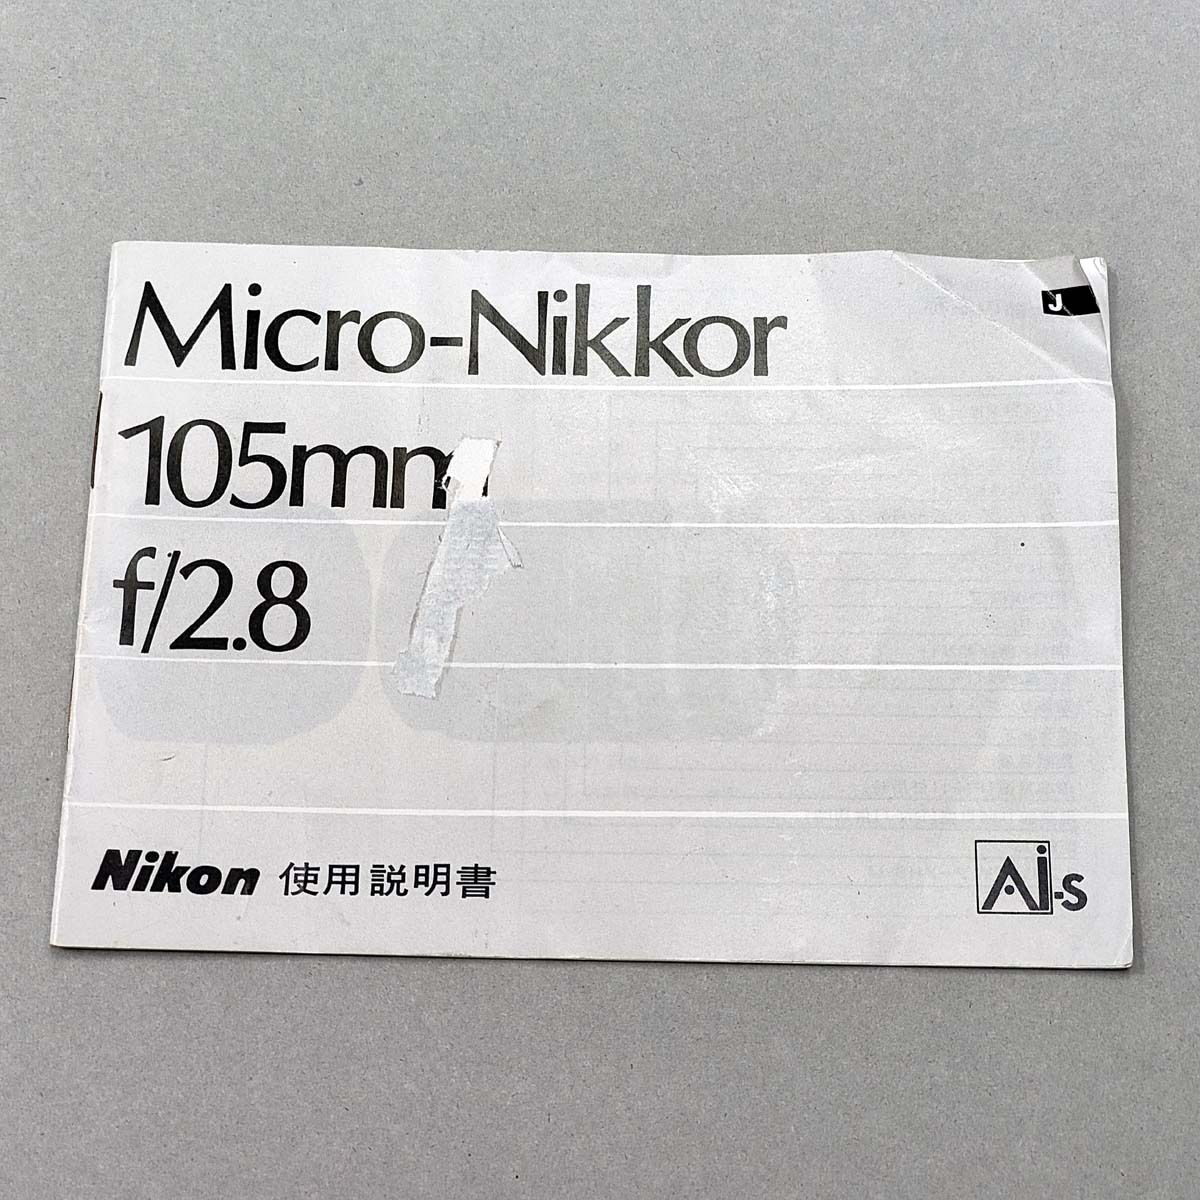 Micro-Nikkor
J
105mm
f/2.8
Nikon 使用説明書
Ai-s